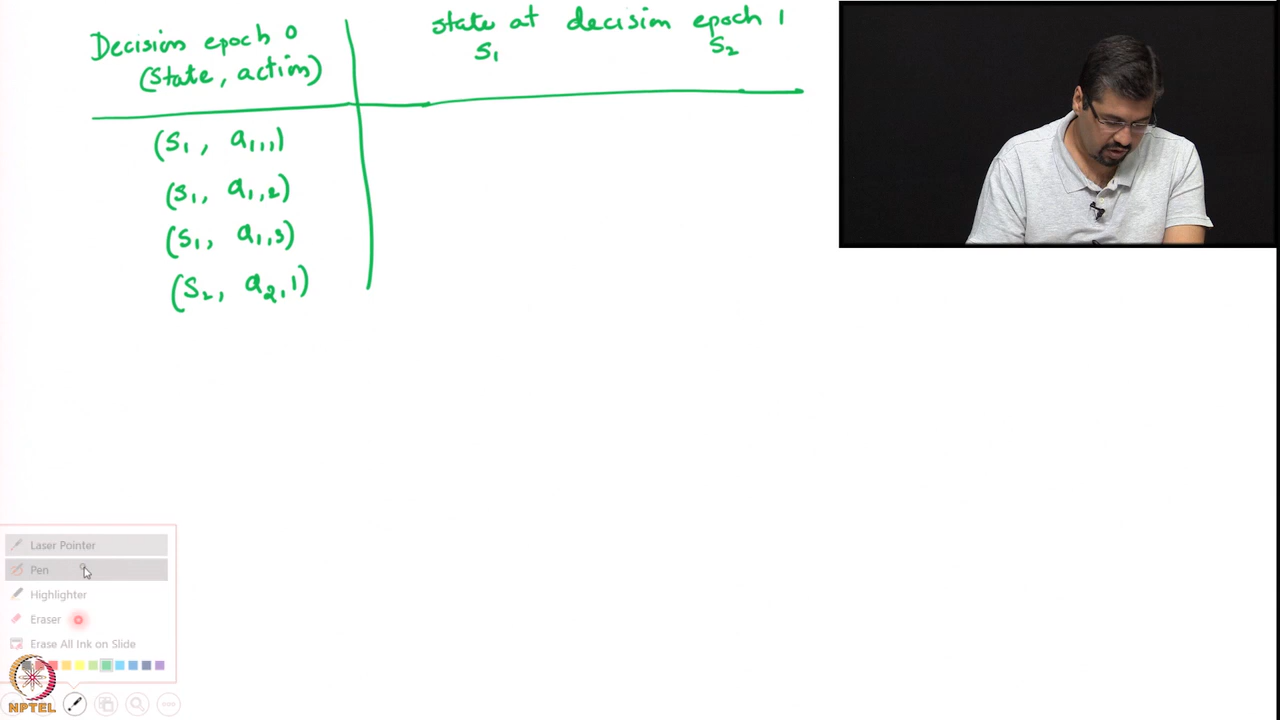 Decision epoch 0
(state, action)
state at decision epoch 1
S1 S2
(S1, a1,1)
(S1, a1,2)
(S1, a1,3)
(S2, a2,1)
Laser Pointer
Pen
Highlighter
Eraser
Erase All Ink on Slide
NPTEL